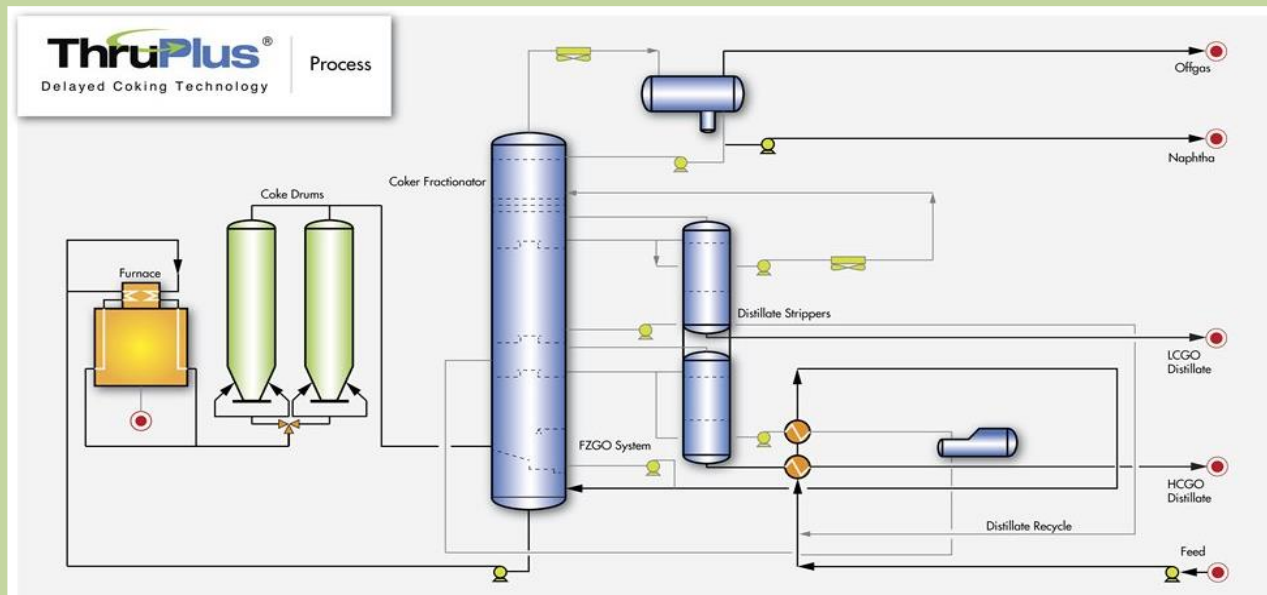 ThruPlus®
Delayed Coking Technology
Process
Offgas
Naphtha
Coker Fractionator
Coke Drums
Furnace
Distillate Strippers
LCGO
Distillate
FZGO System
HCGO
Distillate
Distillate Recycle
Feed